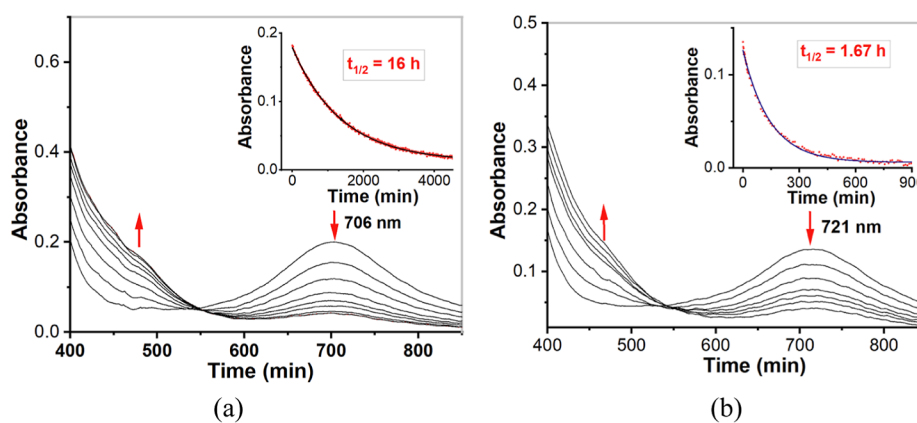 0.6
0.4
0.2
0.0
Absorbance
400 500 600 700 800
Time (min)
706 nm
0.2
0.1
0.0
Absorbance
t1/2 = 16 h
0 2000 4000
Time (min)
(a)
0.5
0.4
0.3
0.2
0.1
Absorbance
400 500 600 700 800
Time (min)
721 nm
0.1
0.0
Absorbance
t1/2 = 1.67 h
0 300 600 90
Time (min)
(b)